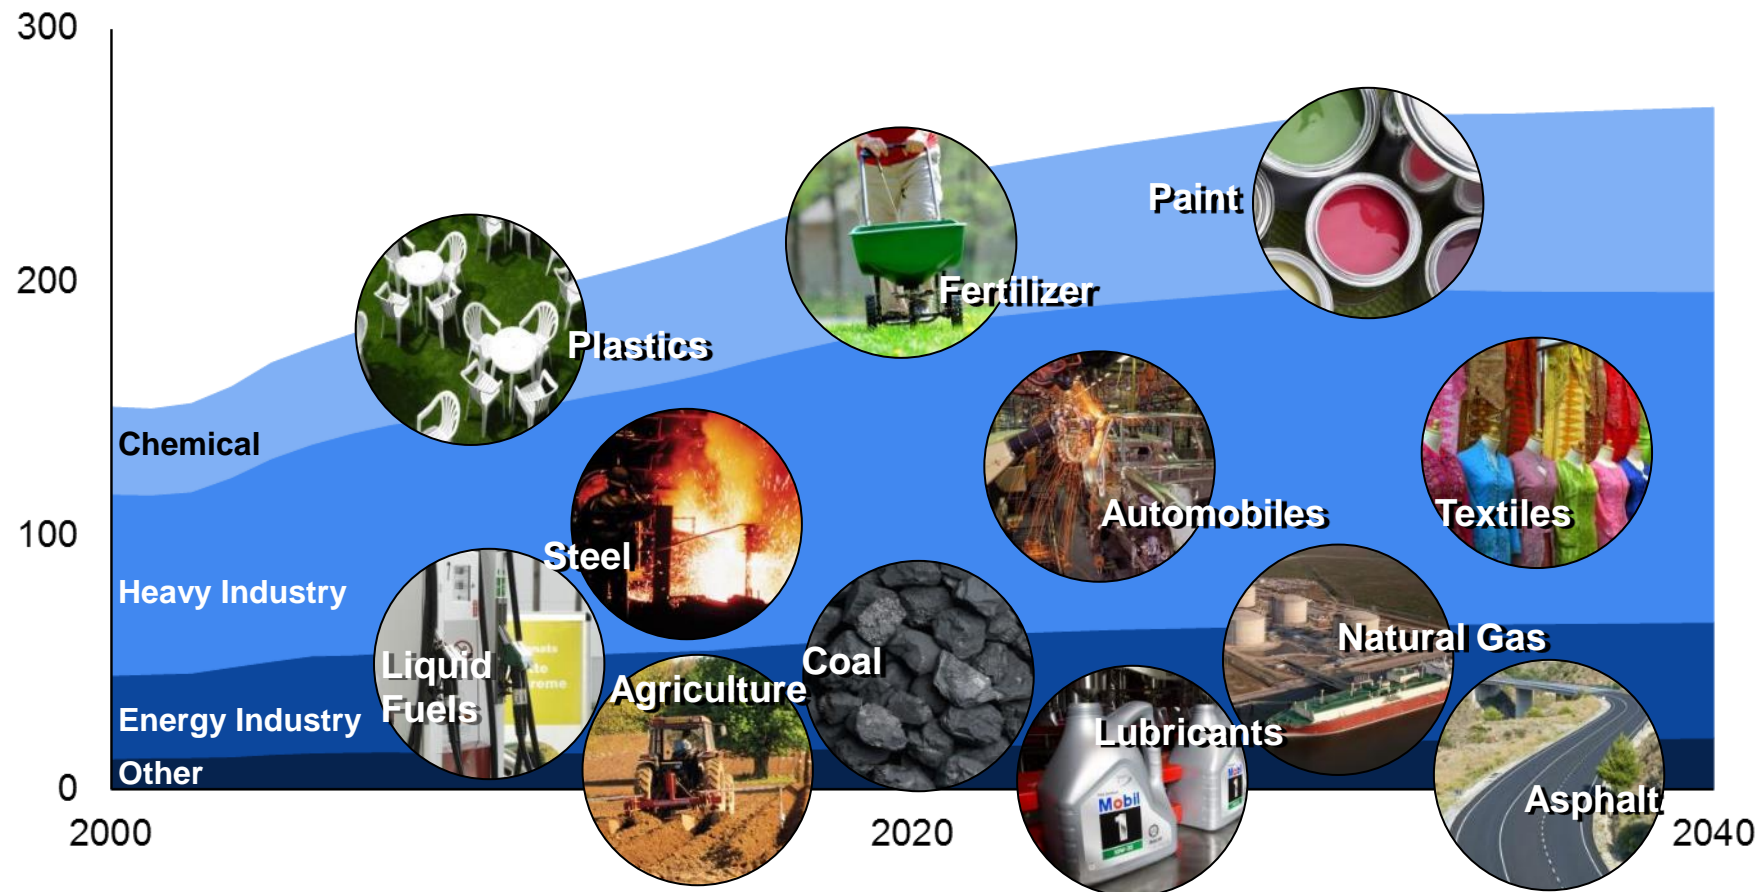 300
200
100
0
2000
2020
2040
Chemical
Heavy Industry
Energy Industry
Other
Plastics
Fertilizer
Paint
Steel
Automobiles
Textiles
Liquid
Fuels
Agriculture
Coal
Lubricants
Natural Gas
Asphalt
Mobil
1